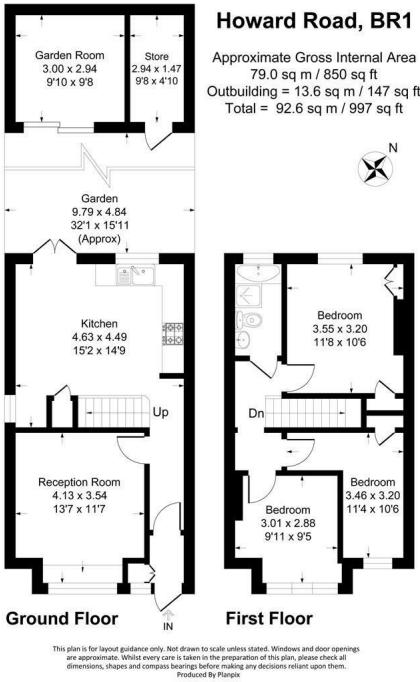 Howard Road, BR1
Approximate Gross Internal Area
79.0 sq m / 850 sq ft
Outbuilding = 13.6 sq m / 147 sq ft
Total = 92.6 sq m / 997 sq ft
N
Garden Room
3.00 x 2.94
9'10 x 9'8
Store
2.94 x 1.47
9'8 x 4'10
Garden
9.79 x 4.84
32'1 x 15'11
(Approx)
Kitchen
4.63 x 4.49
15'2 x 14'9
Up
Reception Room
4.13 x 3.54
13'7 x 11'7
IN
Ground Floor
Bedroom
3.55 x 3.20
11'8 x 10'6
Dn
Bedroom
3.46 x 3.20
11'4 x 10'6
Bedroom
3.01 x 2.88
9'11 x 9'5
First Floor
This plan is for layout guidance only. Not drawn to scale unless stated. Windows and door openings
are approximate. Whilst every care is taken in the preparation of this plan, please check all
dimensions, shapes and compass bearings before making any decisions reliant upon them.
Produced By Planpix